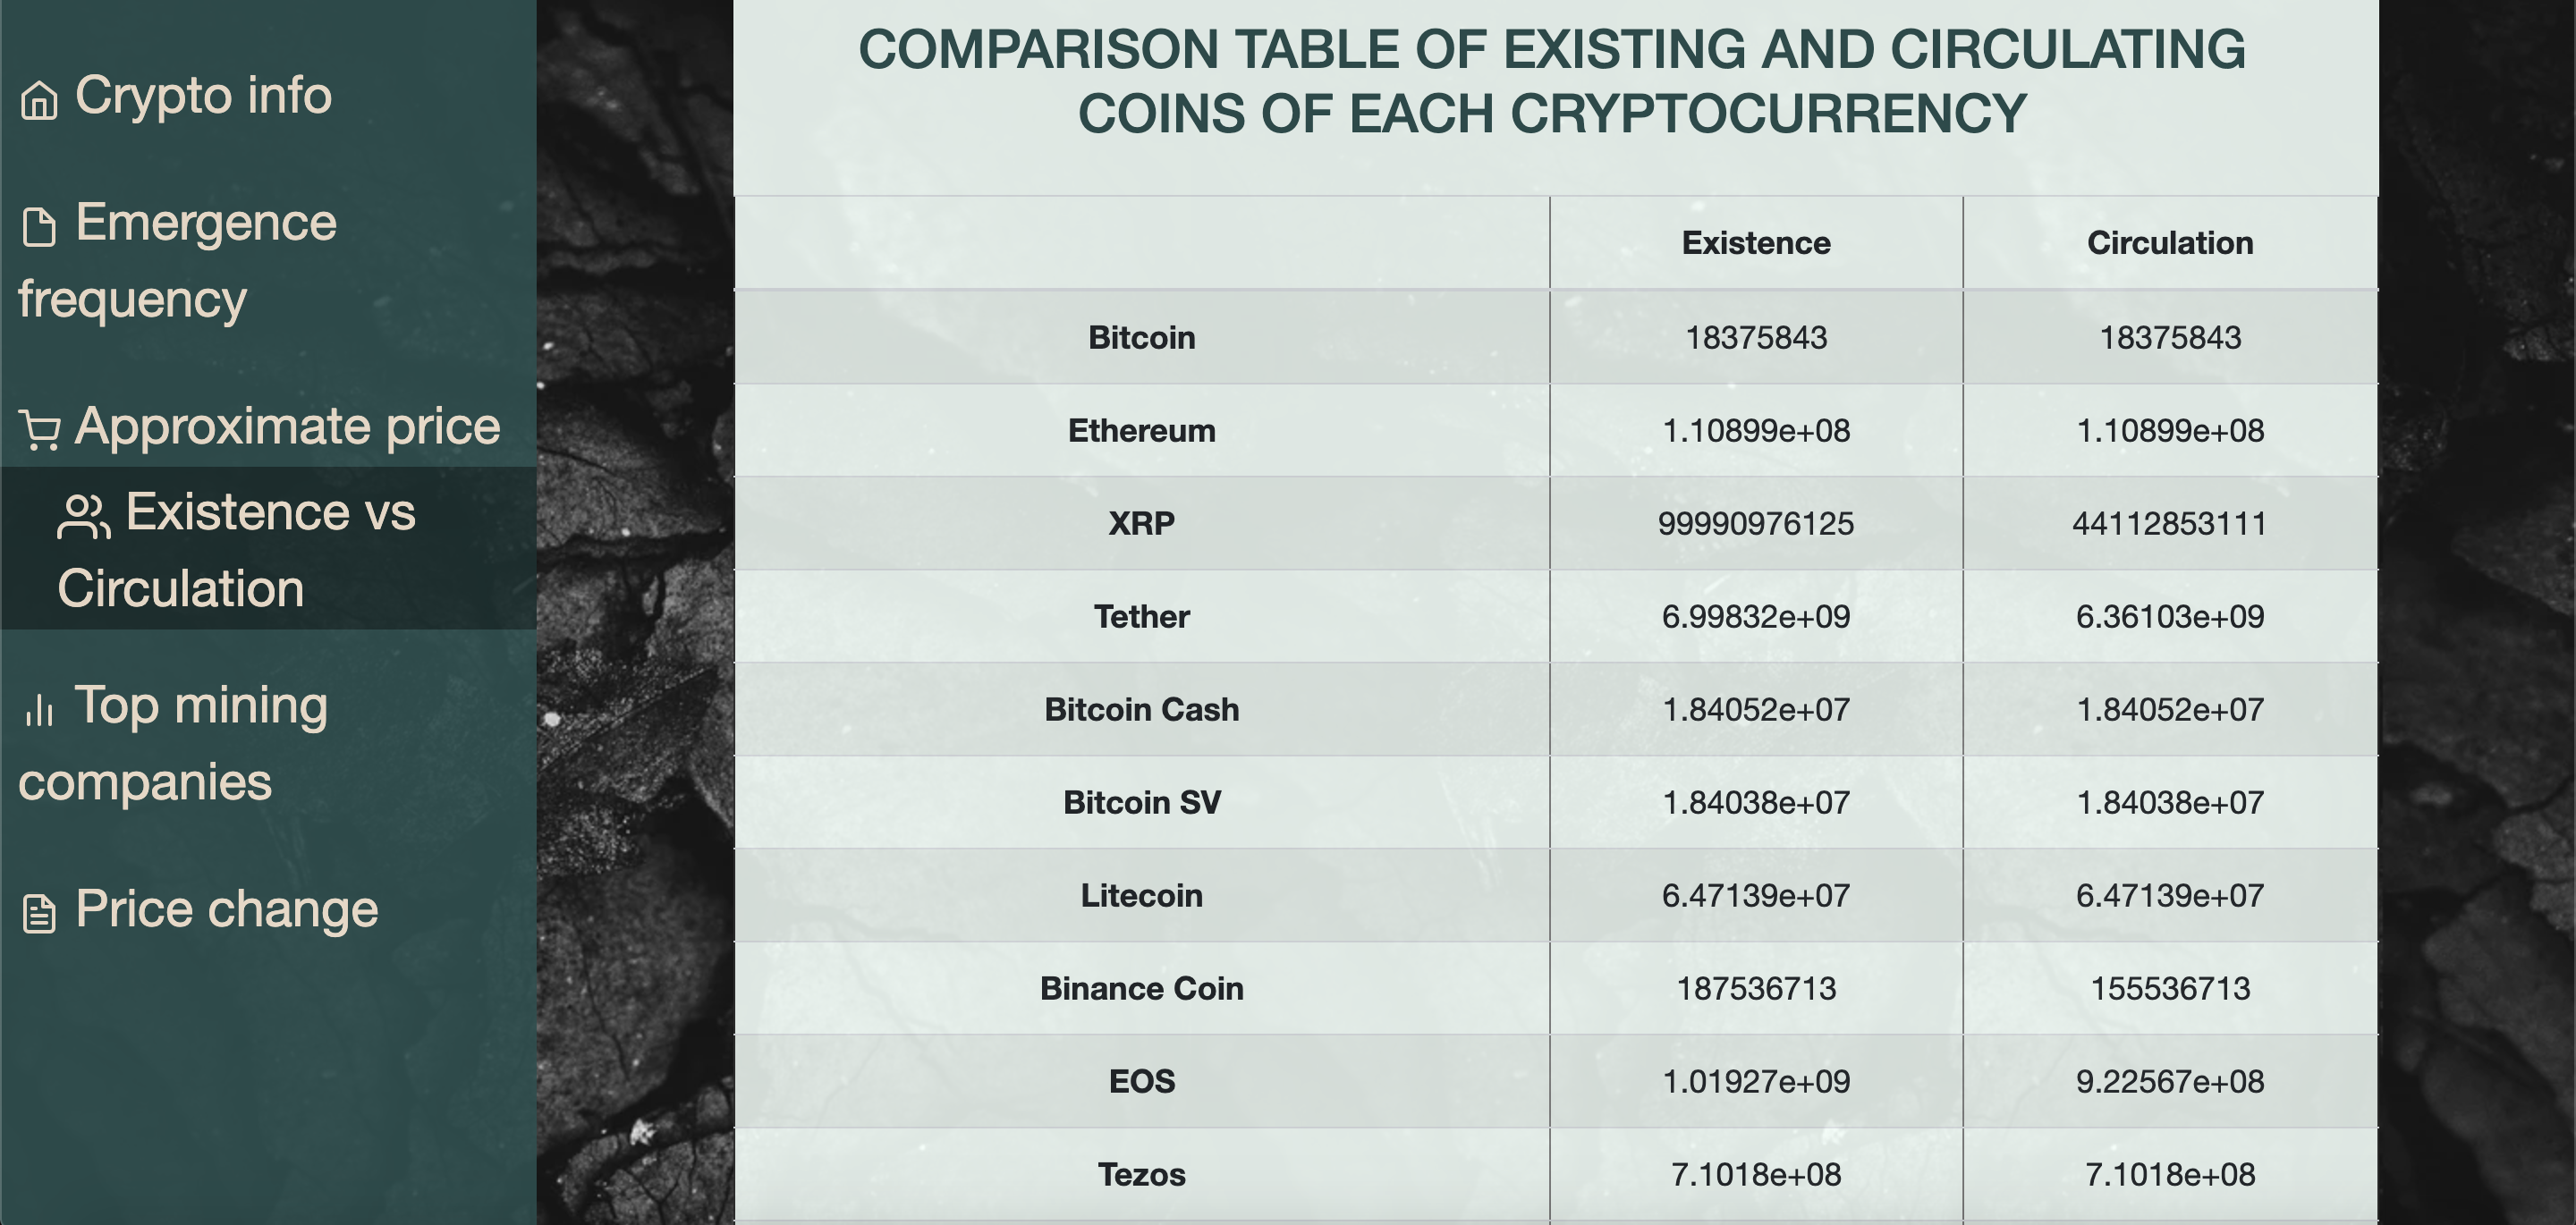 Crypto info
Emergence
frequency
Approximate price
Existence vs
Circulation
Top mining
companies
Price change
COMPARISON TABLE OF EXISTING AND CIRCULATING
COINS OF EACH CRYPTOCURRENCY
Existence Circulation
Bitcoin 18375843 18375843
Ethereum 1.10899e+08 1.10899e+08
XRP 99990976125 44112853111
Tether 6.99832e+09 6.36103e+09
Bitcoin Cash 1.84052e+07 1.84052e+07
Bitcoin SV 1.84038e+07 1.84038e+07
Litecoin 6.47139e+07 6.47139e+07
Binance Coin 187536713 155536713
EOS 1.01927e+09 9.22567e+08
Tezos 7.1018e+08 7.1018e+08